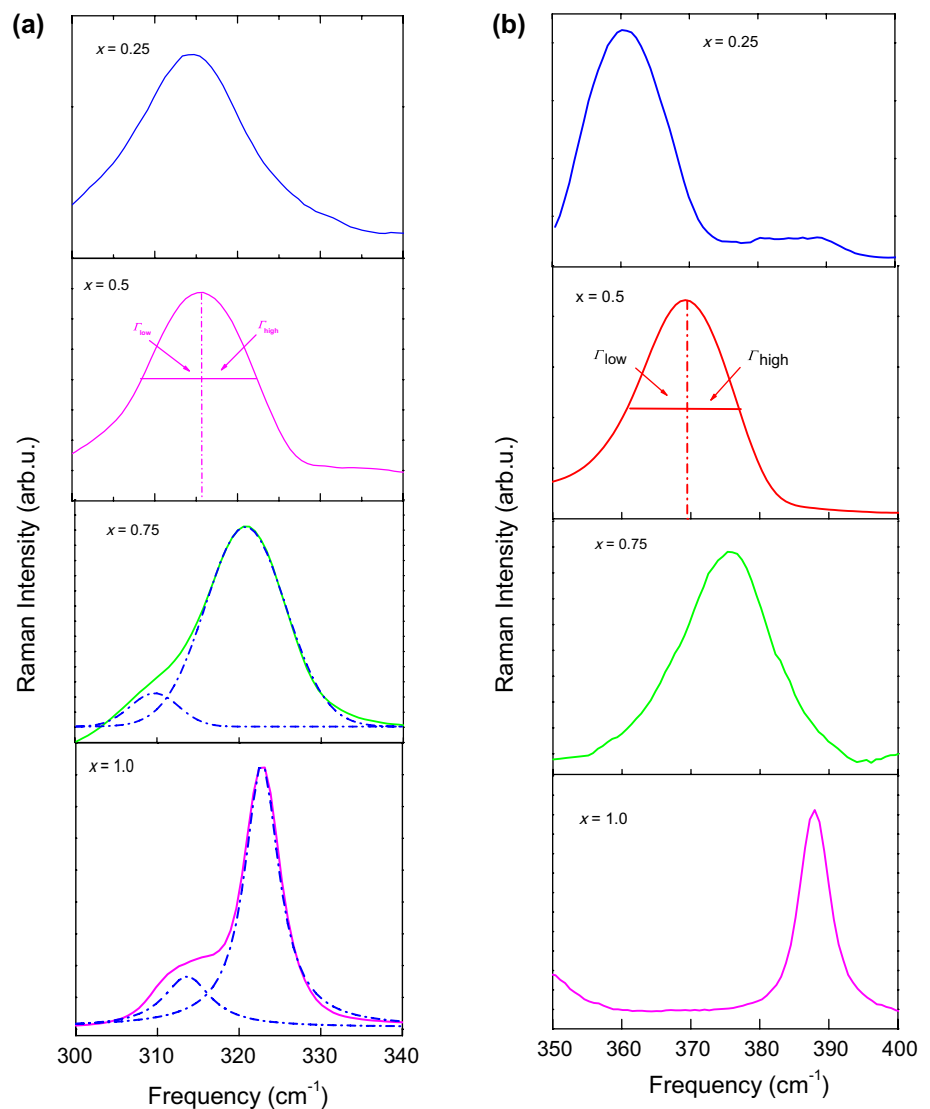 (a)
x = 0.25
x = 0.5
Γlow
Γhigh
x = 0.75
x = 1.0
300 310 320 330 340
Frequency (cm-1)
Raman Intensity (arb.u.)
(b)
x = 0.25
x = 0.5
Γlow
Γhigh
x = 0.75
x = 1.0
350 360 370 380 390 400
Frequency (cm-1)
Raman Intensity (arb.u.)